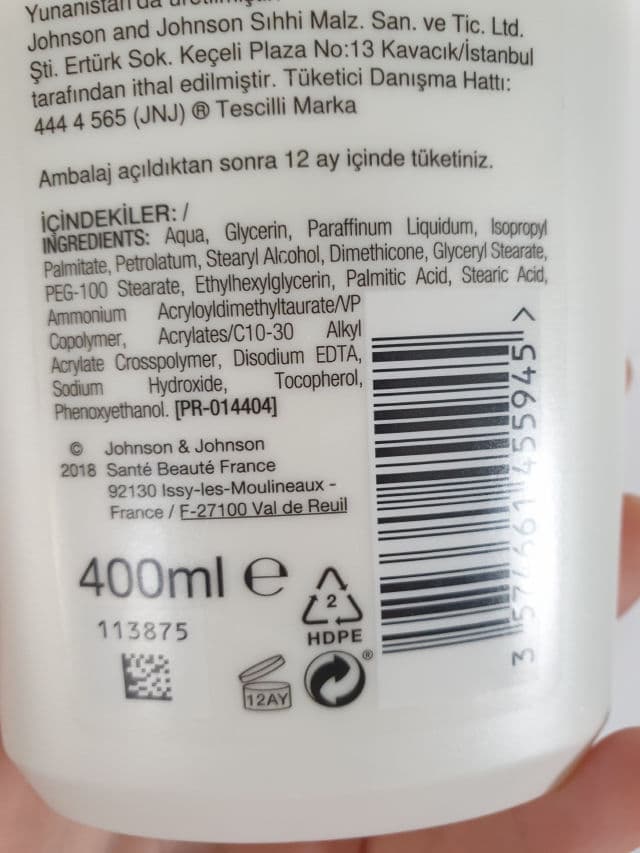 Yunanistan'da
Johnson and Johnson Sıhhi Malz. San. ve Tic. Ltd.
Şti. Ertürk Sok. Keçeli Plaza No:13 Kavacık/İstanbul
tarafından ithal edilmiştir. Tüketici Danışma Hattı:
444 4 565 (JNJ) ® Tescilli Marka
Ambalaj açıldıktan sonra 12 ay içinde tüketiniz.
İÇİNDEKİLER: /
INGREDIENTS: Aqua, Glycerin, Paraffinum Liquidum, Isopropyl
Palmitate, Petrolatum, Stearyl Alcohol, Dimethicone, Glyceryl Stearate,
PEG-100 Stearate, Ethylhexylglycerin, Palmitic Acid, Stearic Acid,
Ammonium Acryloyldimethyltaurate/VP
Copolymer, Acrylates/C10-30 Alkyl
Acrylate Crosspolymer, Disodium EDTA,
Sodium Hydroxide, Tocopherol,
Phenoxyethanol. [PR-014404]
© Johnson & Johnson
2018 Santé Beauté France
92130 Issy-les-Moulineaux -
France / F-27100 Val de Reuil
400ml e
113875
2
HDPE
12AY
®
3 574661 455945 >